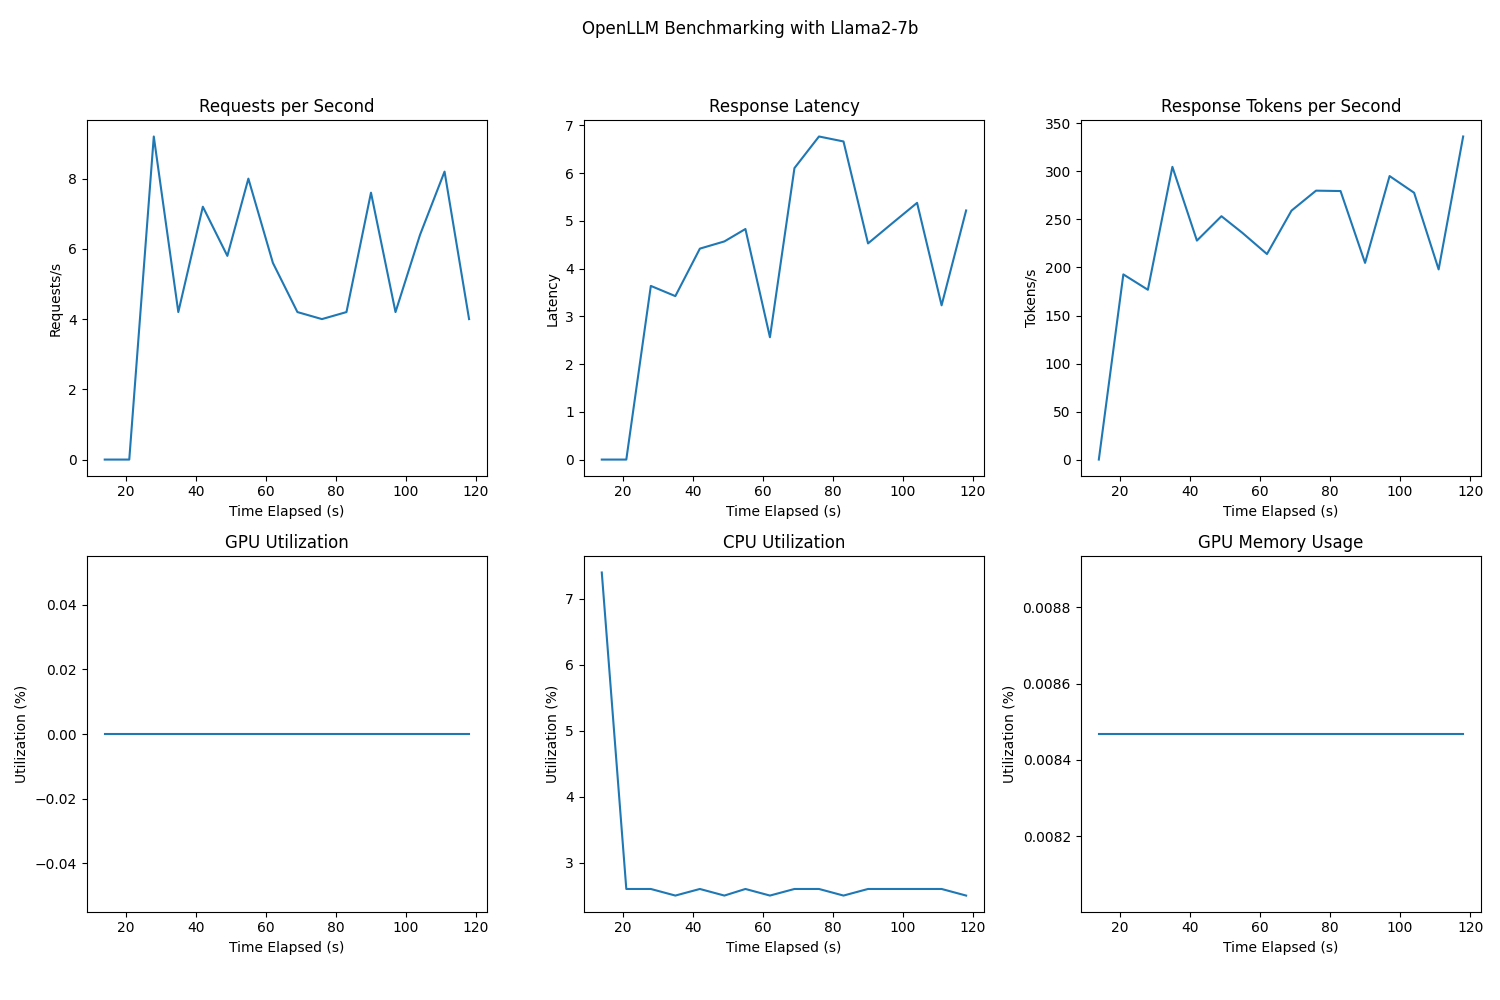 OpenLLM Benchmarking with Llama2-7b
Requests per Second
Requests/s
8
6
4
2
0
20 40 60 80 100 120
Time Elapsed (s)
Response Latency
Latency
7
6
5
4
3
2
1
0
20 40 60 80 100 120
Time Elapsed (s)
Response Tokens per Second
Tokens/s
350
300
250
200
150
100
50
0
20 40 60 80 100 120
Time Elapsed (s)
GPU Utilization
Utilization (%)
0.04
0.02
0.00
−0.02
−0.04
20 40 60 80 100 120
Time Elapsed (s)
CPU Utilization
Utilization (%)
7
6
5
4
3
20 40 60 80 100 120
Time Elapsed (s)
GPU Memory Usage
Utilization (%)
0.0088
0.0086
0.0084
0.0082
20 40 60 80 100 120
Time Elapsed (s)